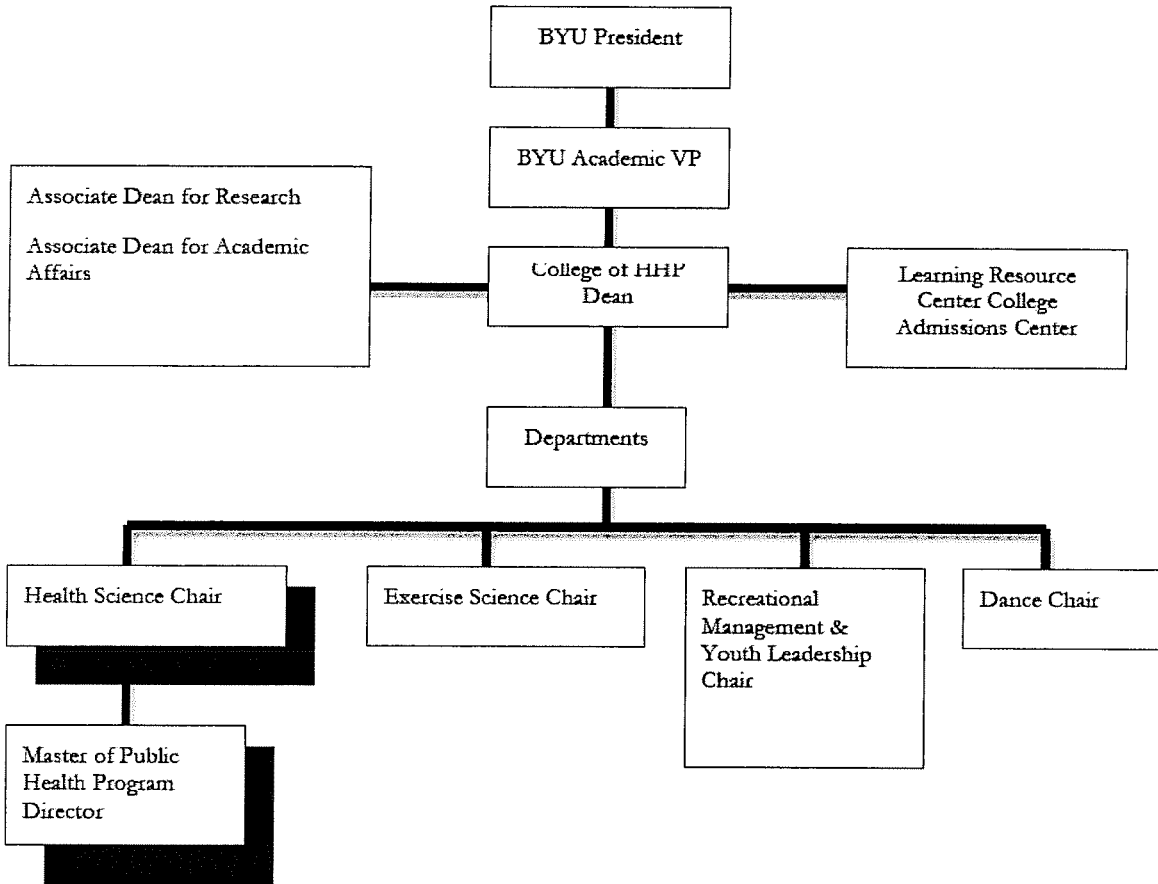 BYU President
BYU Academic VP
Associate Dean for Research
Associate Dean for Academic
Affairs
College of HHP
Dean
Learning Resource
Center College
Admissions Center
Departments
Health Science Chair
Exercise Science Chair
Recreational
Management &
Youth Leadership
Chair
Dance Chair
Master of Public
Health Program
Director